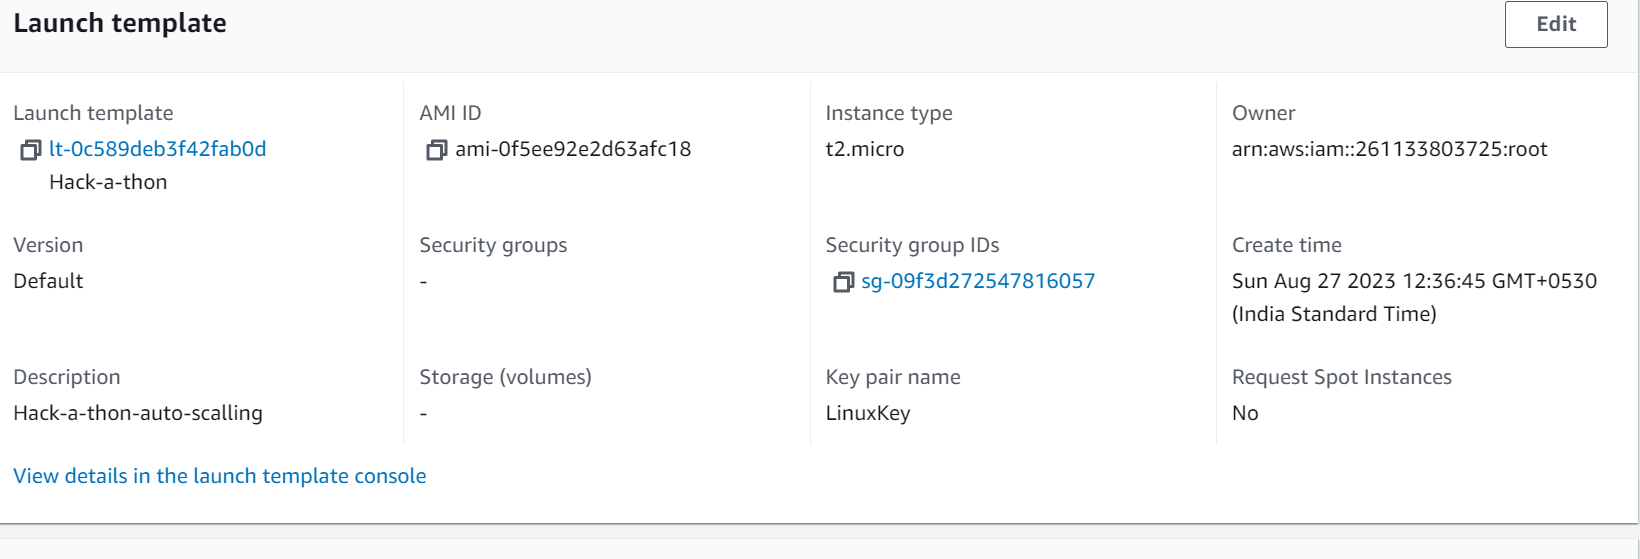 Launch template
Edit
Launch template
lt-0c589deb3f42fab0d
Hack-a-thon
AMI ID
ami-0f5ee92e2d63afc18
Instance type
t2.micro
Owner
arn:aws:iam::261133803725:root
Version
Default
Security groups
-
Security group IDs
sg-09f3d272547816057
Create time
Sun Aug 27 2023 12:36:45 GMT+0530
(India Standard Time)
Description
Hack-a-thon-auto-scalling
Storage (volumes)
-
Key pair name
LinuxKey
Request Spot Instances
No
View details in the launch template console